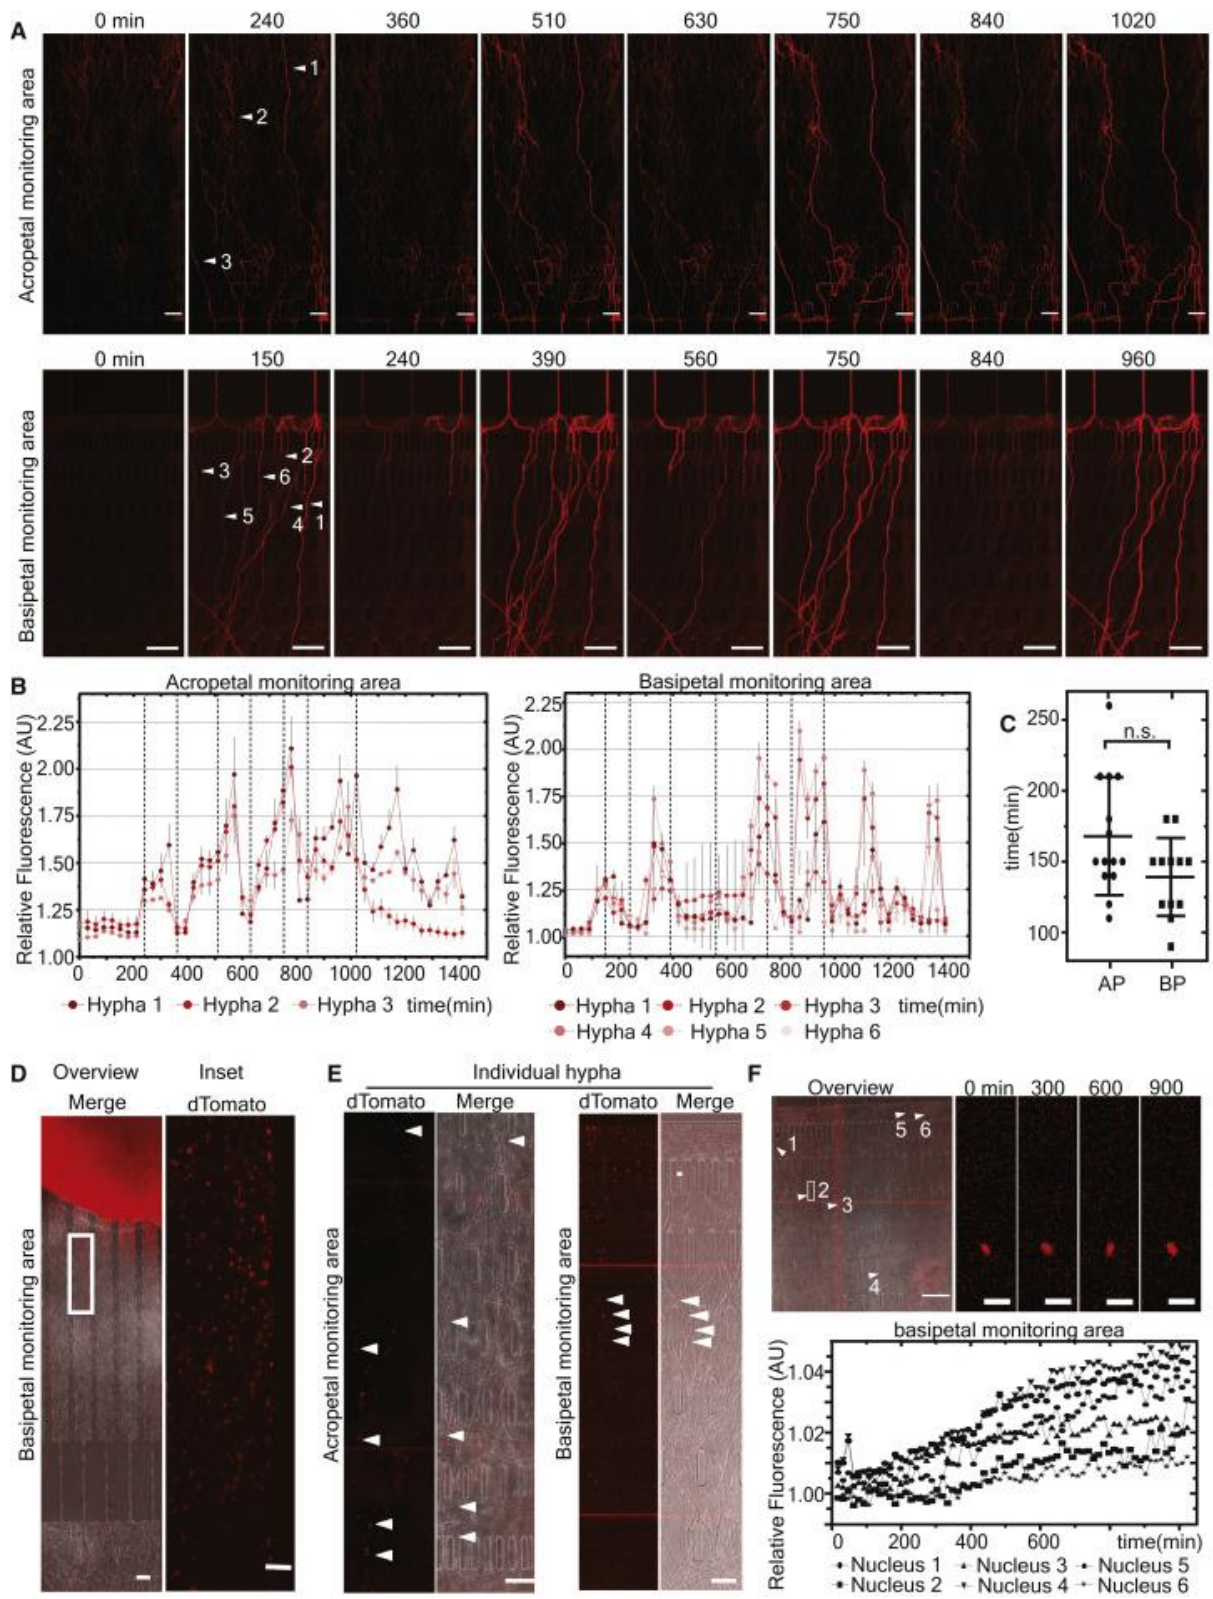 A
0 min 240 360 510 630 750 840 1020
Acropetal monitoring area
1
2
3
0 min 150 240 390 560 750 840 960
Basipetal monitoring area
2
3
6
5
4
1
B
Acropetal monitoring area
Relative Fluorescence (AU)
2.25
2.00
1.75
1.50
1.25
1.00
0 200 400 600 800 1000 1400
Hypha 1 Hypha 2 Hypha 3 time(min)
Basipetal monitoring area
Relative Fluorescence (AU)
2.25
2.00
1.75
1.50
1.25
1.00
0 200 400 600 800 1000 1200 1400
Hypha 1 Hypha 2 Hypha 3 time(min)
Hypha 4 Hypha 5 Hypha 6
C
n.s.
time(min)
250
200
150
100
AP BP
D
Overview Inset
Merge dTomato
Basipetal monitoring area
E
Individual hypha
dTomato Merge dTomato Merge
Acropetal monitoring area
Basipetal monitoring area
F
Overview 0 min 300 600 900
5 6
1
2
3
4
basipetal monitoring area
Relative Fluorescence (AU)
1.04
1.02
1.00
0 200 400 600 time(min)
Nucleus 1 Nucleus 3 Nucleus 5
Nucleus 2 Nucleus 4 Nucleus 6